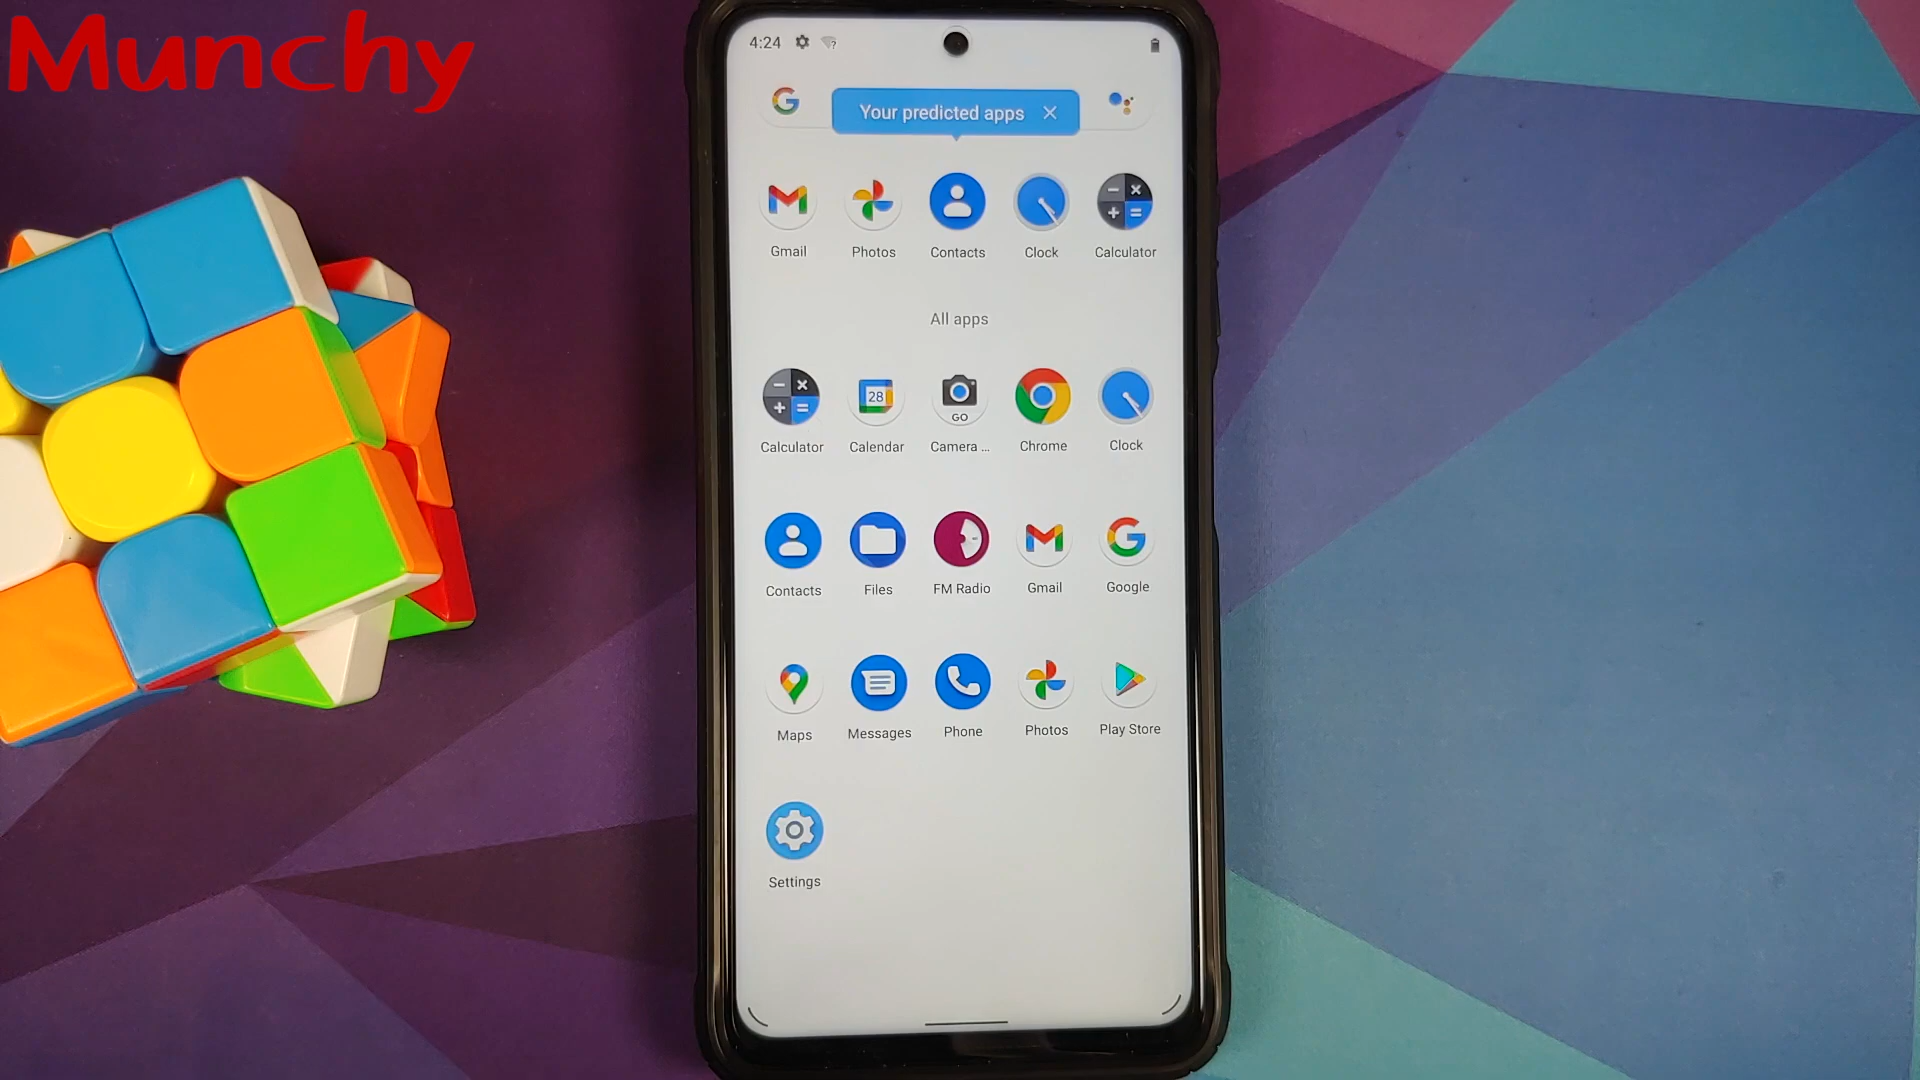 Munchy
4:24
Your predicted apps
Gmail Photos Contacts Clock Calculator
All apps
28
GO
Calculator Calendar Camera ... Chrome Clock
Contacts Files FM Radio Gmail Google
Maps Messages Phone Photos Play Store
Settings